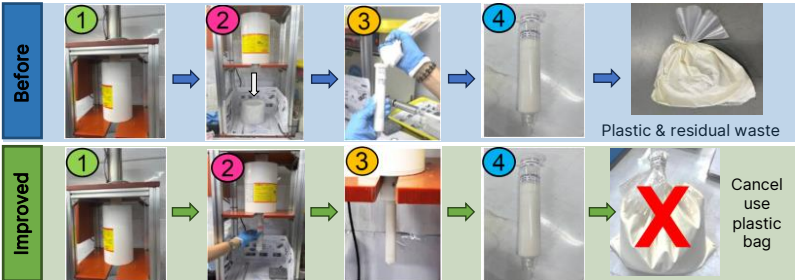 Before
1
2
3
4
Plastic & residual waste
Improved
1
2
3
4
X
Cancel
use
plastic
bag